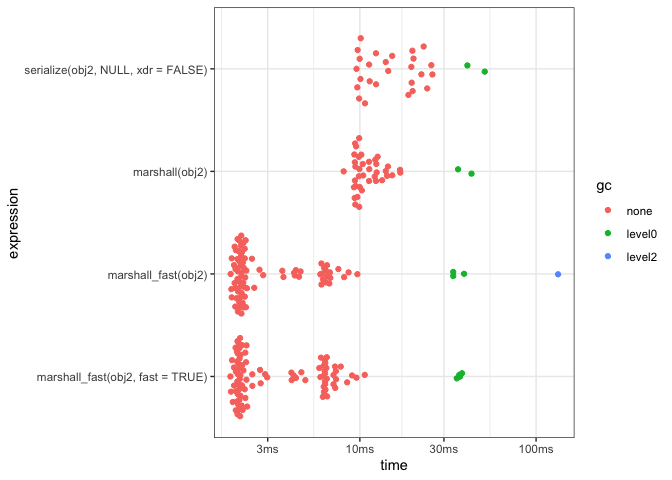 expression
serialize(obj2, NULL, xdr = FALSE)
marshall(obj2)
marshall_fast(obj2)
marshall_fast(obj2, fast = TRUE)
3ms 10ms 30ms 100ms
time
gc
none
level0
level2